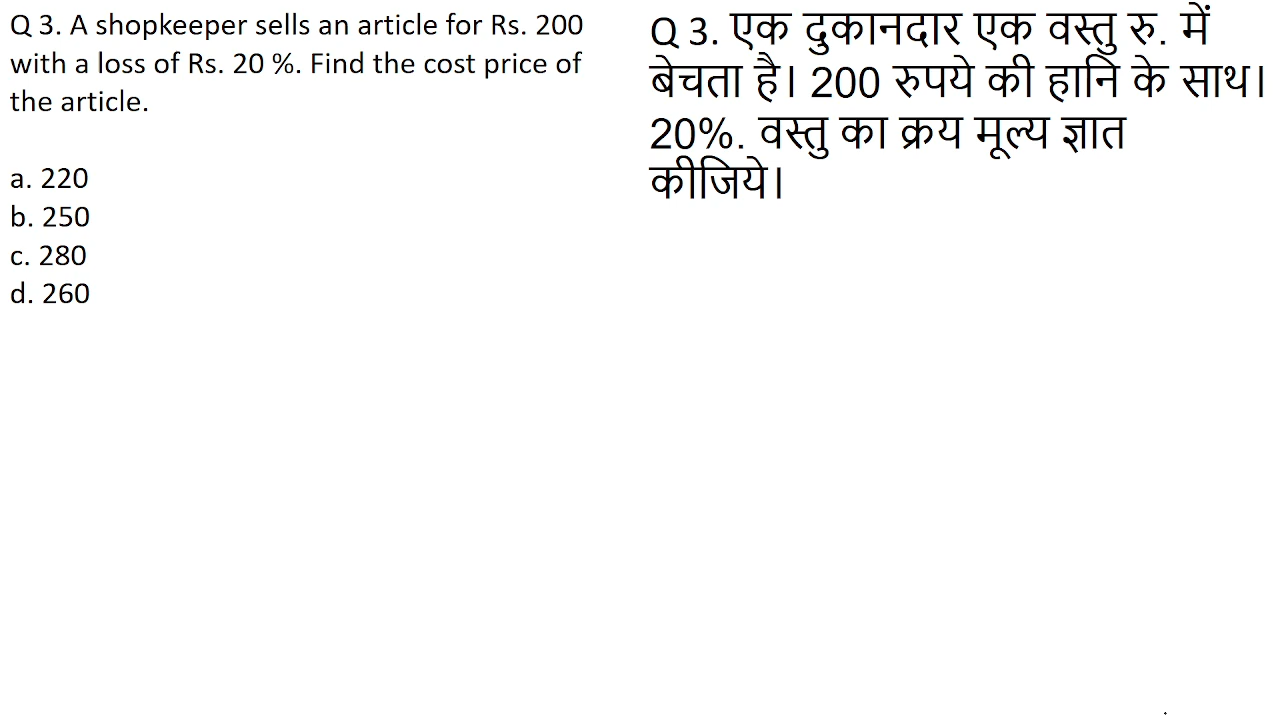 Q 3. A shopkeeper sells an article for Rs. 200
with a loss of Rs. 20 %. Find the cost price of
the article.
a. 220
b. 250
c. 280
d. 260
Q 3. एक दुकानदार एक वस्तु रु. में
बेचता है। 200 रुपये की हानि के साथ।
20%. वस्तु का क्रय मूल्य ज्ञात
कीजिये।